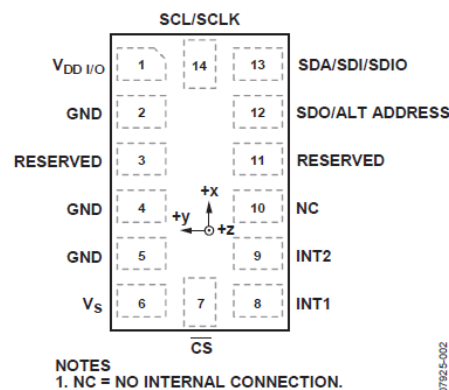 SCL/SCLK
VDD I/O 1 14 13 SDA/SDI/SDIO
GND 2 12 SDO/ALT ADDRESS
RESERVED 3 11 RESERVED
+x
GND 4 10 NC
+y +z
GND 5 9 INT2
VS 6 7 8 INT1
CS
NOTES
1. NC = NO INTERNAL CONNECTION.
07925-002